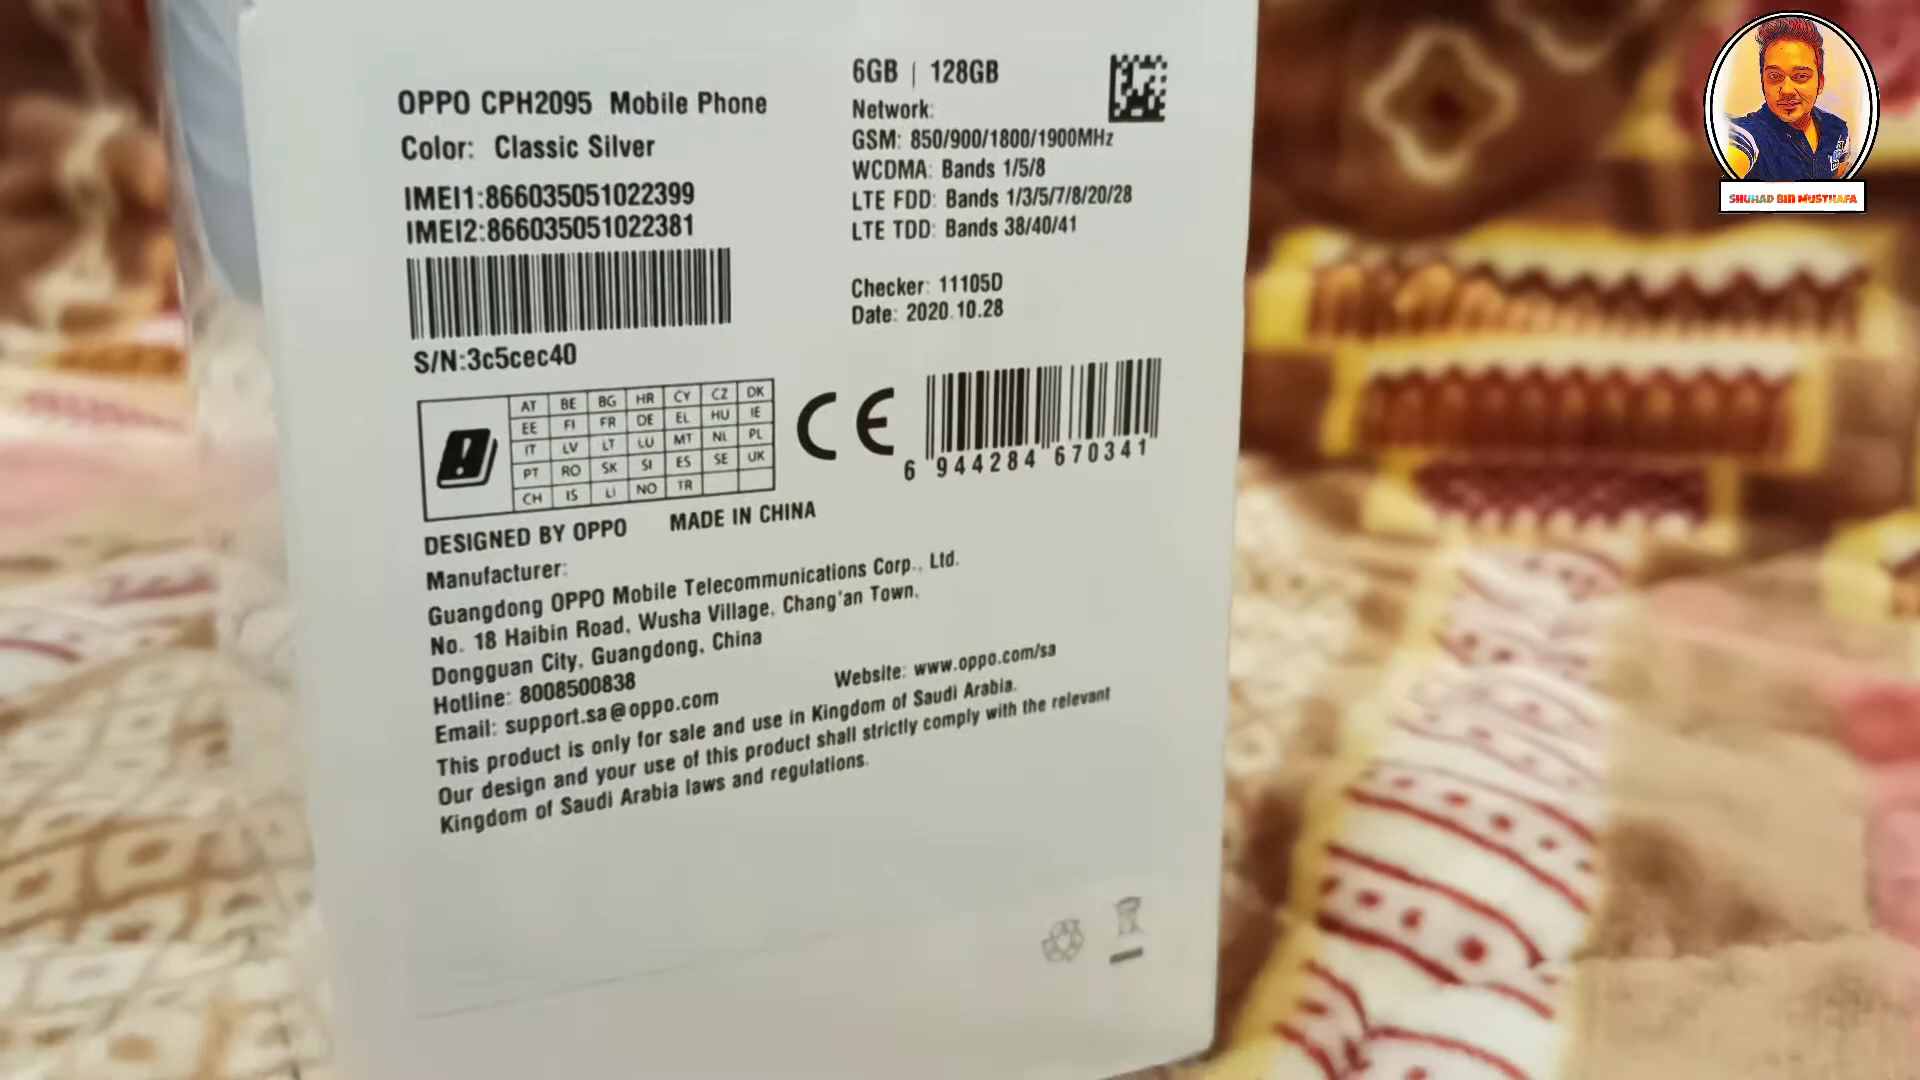 OPPO CPH2095 Mobile Phone
Color: Classic Silver
IMEI1:866035051022399
IMEI2:866035051022381
S/N:3c5cec40
6GB | 128GB
Network:
GSM: 850/900/1800/1900MHz
WCDMA: Bands 1/5/8
LTE FDD: Bands 1/3/5/7/8/20/28
LTE TDD: Bands 38/40/41
Checker: 11105D
Date: 2020.10.28
AT BE BG HR CY CZ DK
EE FI FR DE EL HU IE
IT LV LT LU MT NL PL
PT RO SK SI ES SE UK
CH IS LI NO TR
CE
6 944284 670341
DESIGNED BY OPPO MADE IN CHINA
Manufacturer:
Guangdong OPPO Mobile Telecommunications Corp., Ltd.
No. 18 Haibin Road, Wusha Village, Chang'an Town,
Dongguan City, Guangdong, China
Hotline: 8008500838
Email: support.sa@oppo.com Website: www.oppo.com/sa
This product is only for sale and use in Kingdom of Saudi Arabia.
Our design and your use of this product shall strictly comply with the relevant
Kingdom of Saudi Arabia laws and regulations.
SHUHAD BIN MUSTHAFA